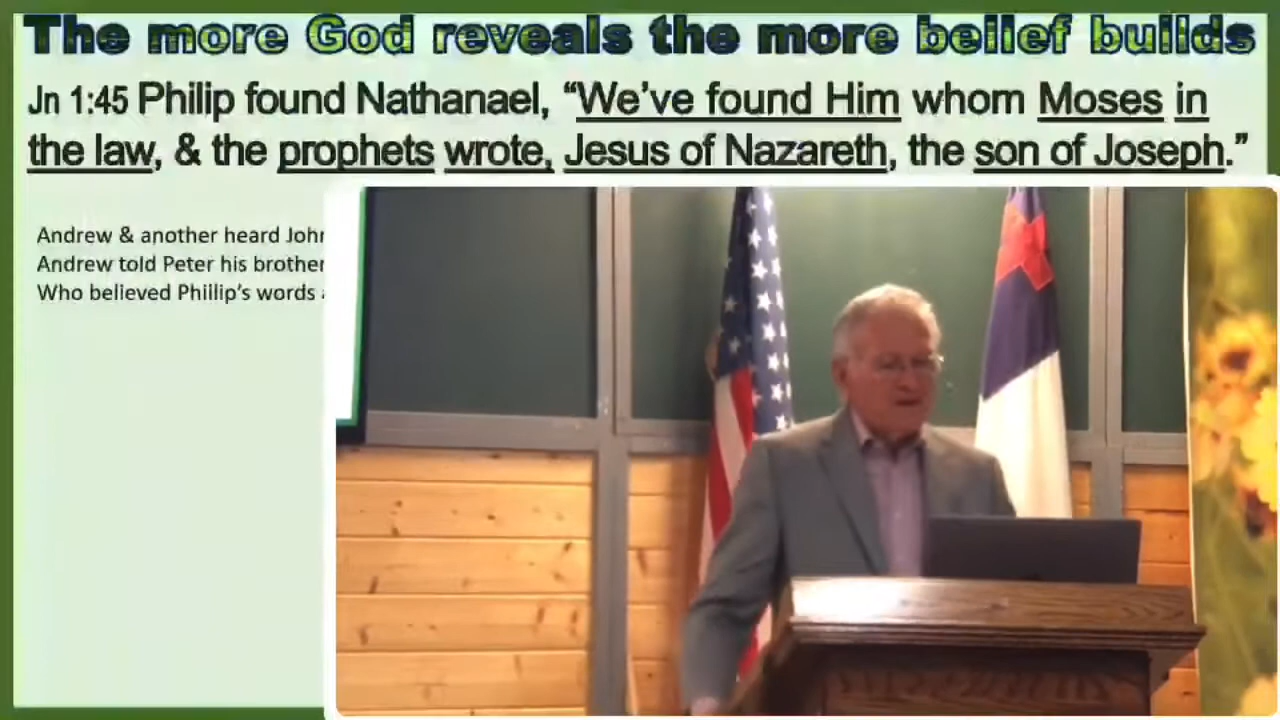 The more God reveals the more belief builds
Jn 1:45 Philip found Nathanael, “We’ve found Him whom Moses in
the law, & the prophets wrote, Jesus of Nazareth, the son of Joseph.”
Andrew & another heard John
Andrew told Peter his brother
Who believed Phillip’s words